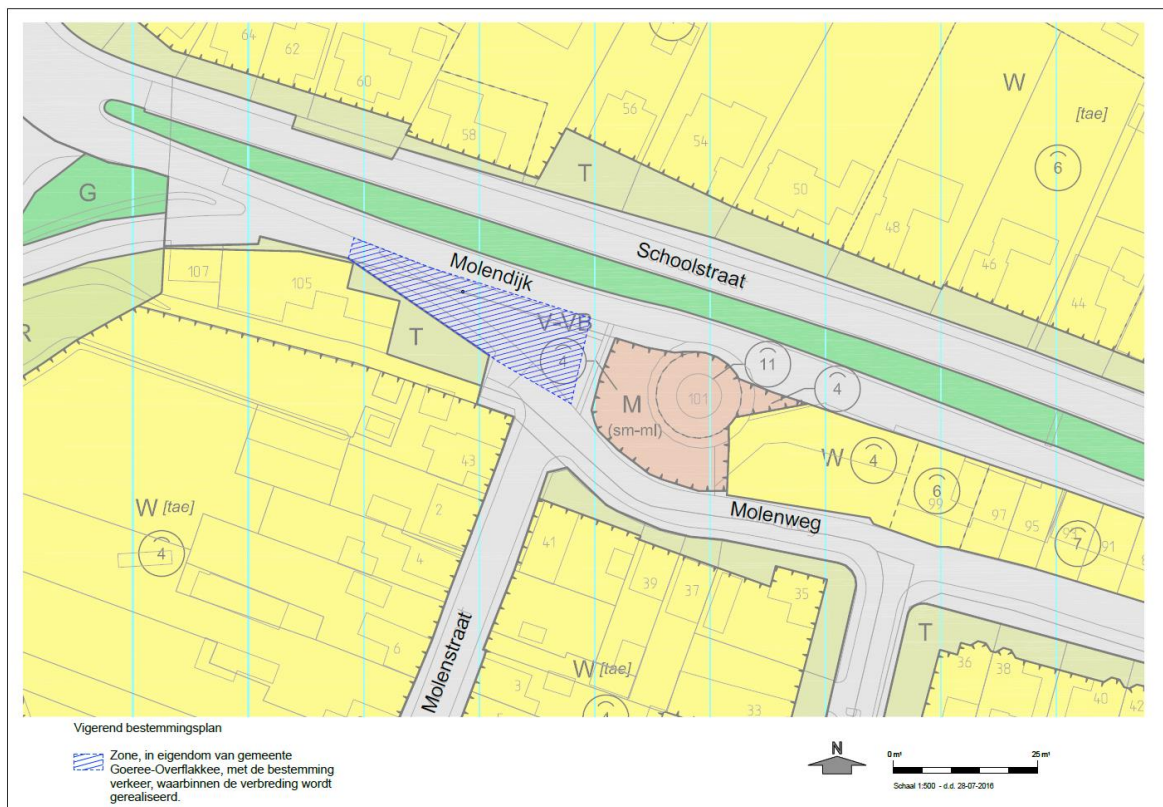 64
62
60
58
56
54
W
[tae]
6
50
48
46
44
G
T
Schoolstraat
Molendijk
107
105
R
T
V-VB
4
11
4
M
(sm-ml)
101
W
4
6
99
97
95
93
91
7
43
2
4
6
W [tae]
4
Molenweg
Molenstraat
41
39
37
35
33
3
W [tae]
4
T
36
38
40
42
Vigerend bestemmingsplan
Zone, in eigendom van gemeente
Goeree-Overflakkee, met de bestemming
verkeer, waarbinnen de verbreding wordt
gerealiseerd.
N
0 m¹
25 m¹
Schaal 1:500 - d.d. 28-07-2016